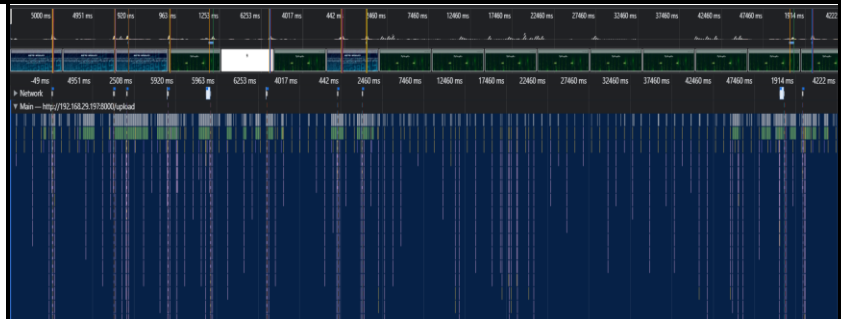 5000 ms 4951 ms 920 ms 963 ms 1253 ms 6253 ms 4017 ms 442 ms 2460 ms 7460 ms 12460 ms 17460 ms 22460 ms 27460 ms 32460 ms 37460 ms 42460 ms 47460 ms 1914 ms 4222
-49 ms 4951 ms 2508 ms 5920 ms 5963 ms 6253 ms 4017 ms 442 ms 2460 ms 7460 ms 12460 ms 17460 ms 22460 ms 27460 ms 32460 ms 37460 ms 42460 ms 47460 ms 1914 ms 4222 ms
Network
Main — http://192.168.29.197:8000/upload